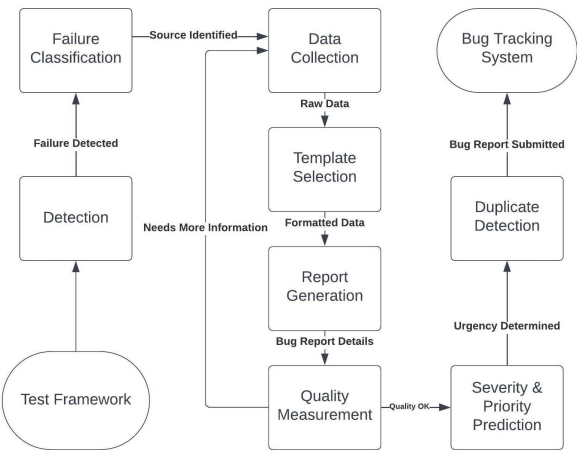 Failure
Classification
Source Identified
Data
Collection
Bug Tracking
System
Raw Data
Failure Detected
Bug Report Submitted
Template
Selection
Detection
Duplicate
Detection
Needs More Information
Formatted Data
Report
Generation
Urgency Determined
Bug Report Details
Test Framework
Quality
Measurement
Quality OK
Severity &
Priority
Prediction